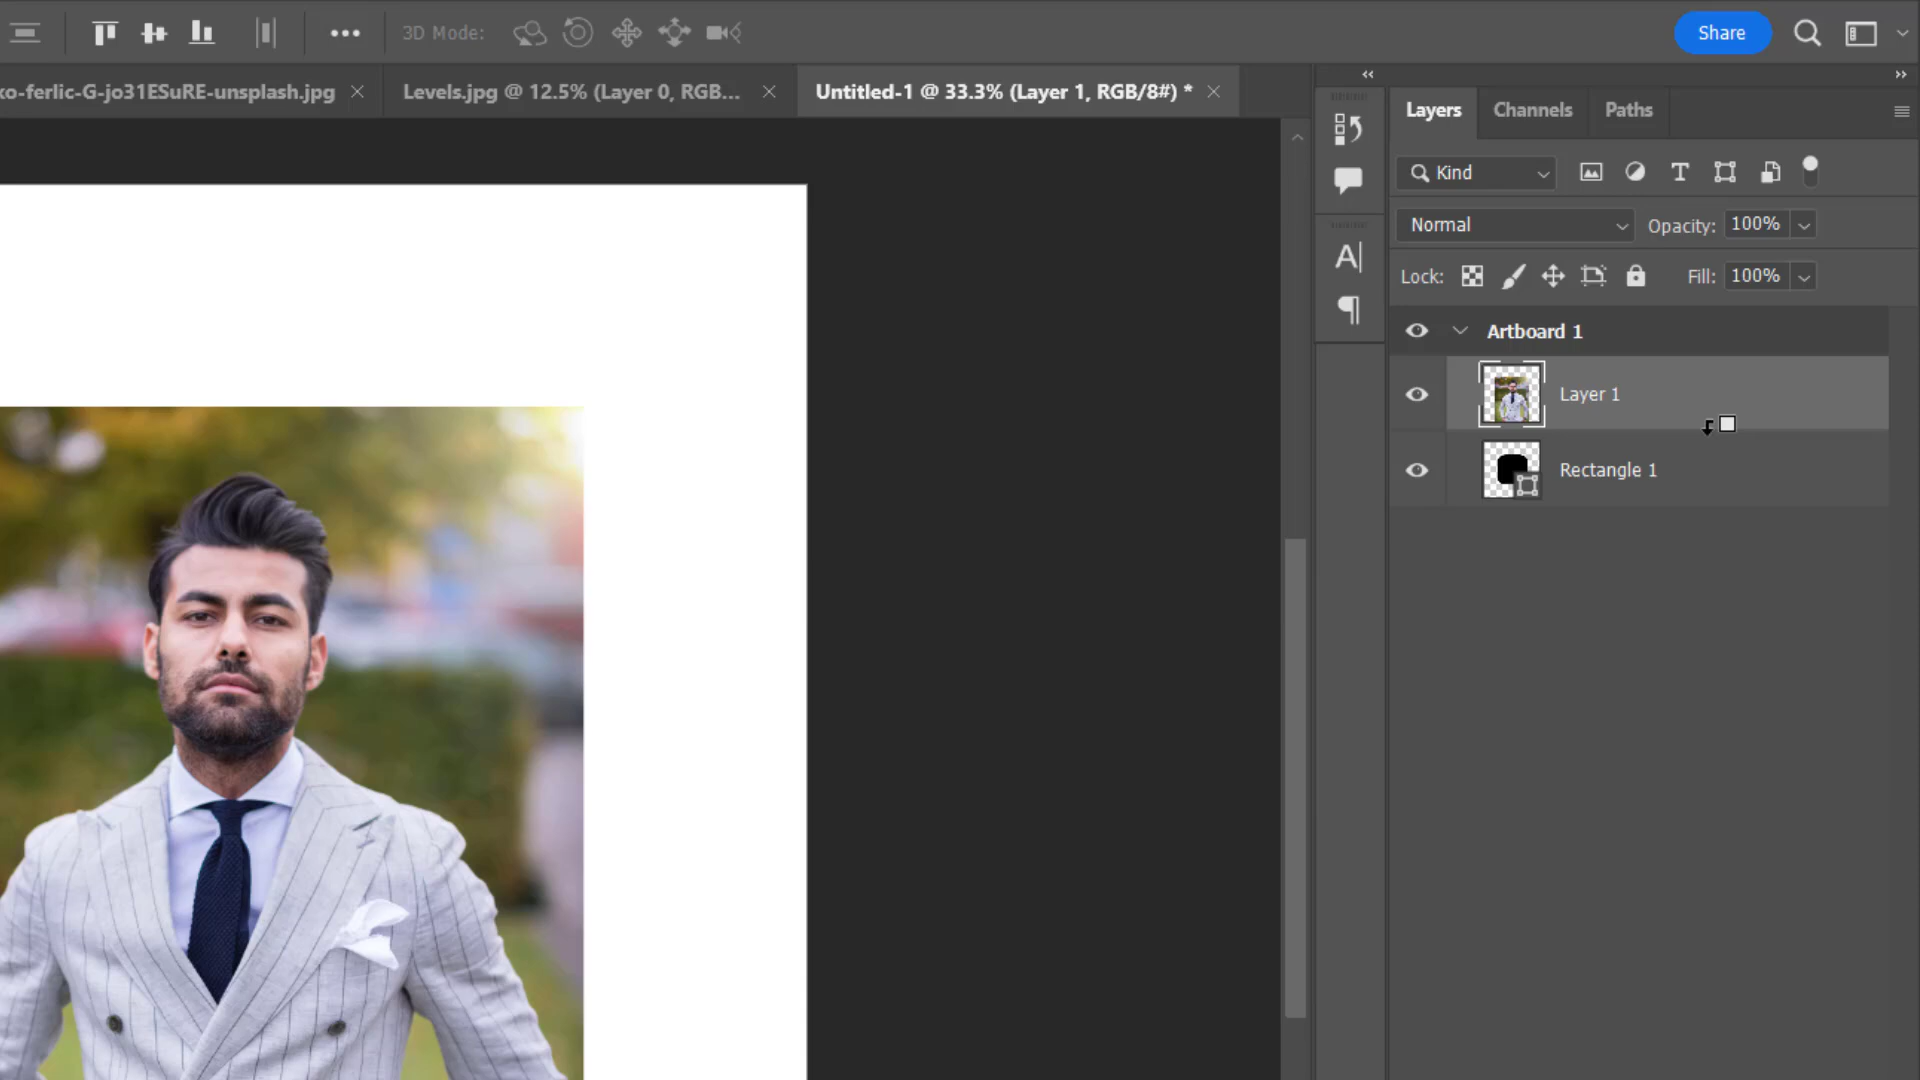 3D Mode:
Share
ko-ferlic-G-jo31ESuRE-unsplash.jpg
Levels.jpg @ 12.5% (Layer 0, RGB...
Untitled-1 @ 33.3% (Layer 1, RGB/8#) *
Layers
Channels
Paths
Kind
Normal
Opacity:
100%
Lock:
Fill:
100%
Artboard 1
Layer 1
Rectangle 1